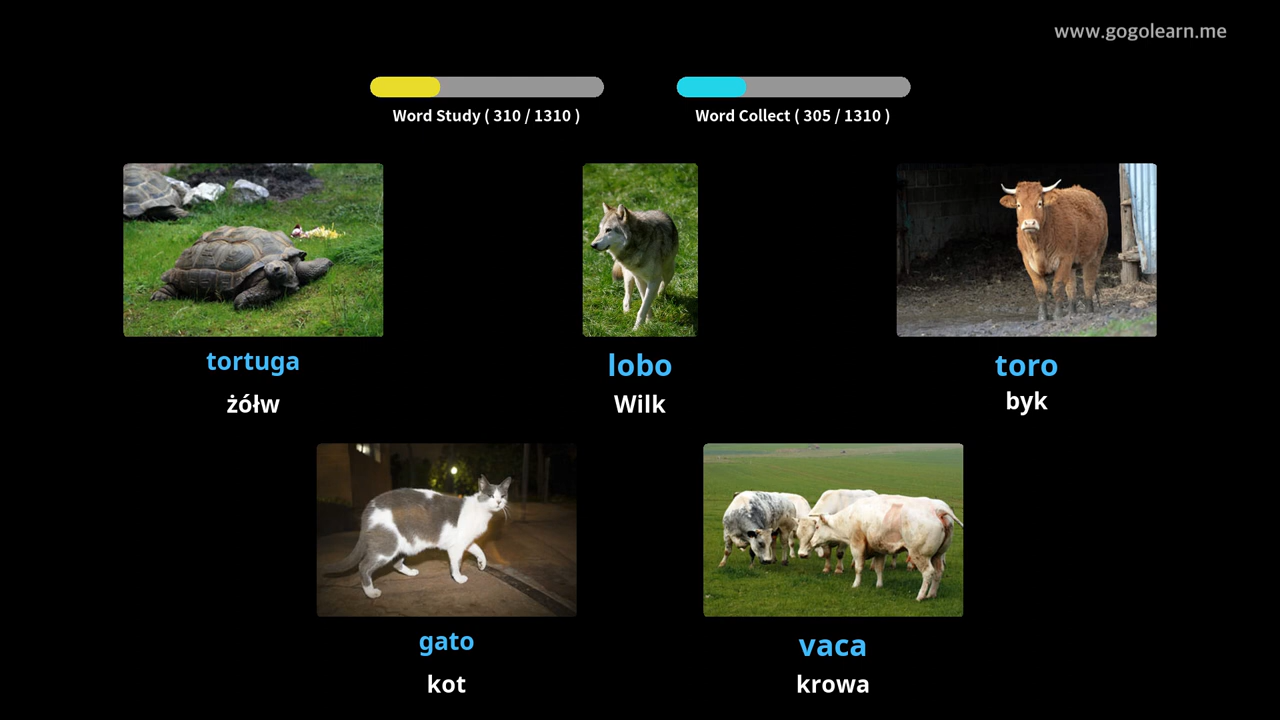 www.gogolearn.me
Word Study ( 310 / 1310 )
Word Collect ( 305 / 1310 )
tortuga
żółw
lobo
Wilk
toro
byk
gato
kot
vaca
krowa